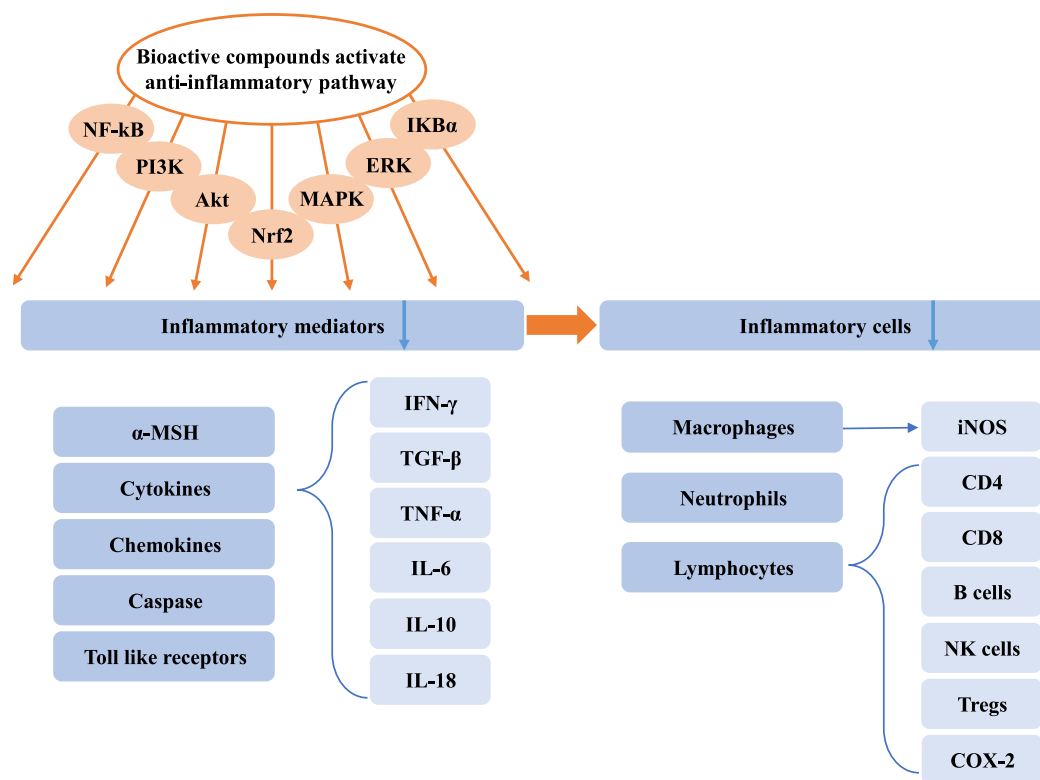 Bioactive compounds activate
anti-inflammatory pathway
NF-kB
PI3K
Akt
Nrf2
MAPK
ERK
IKBα
Inflammatory mediators
Inflammatory cells
α-MSH
Cytokines
Chemokines
Caspase
Toll like receptors
IFN-γ
TGF-β
TNF-α
IL-6
IL-10
IL-18
Macrophages
Neutrophils
Lymphocytes
iNOS
CD4
CD8
B cells
NK cells
Tregs
COX-2